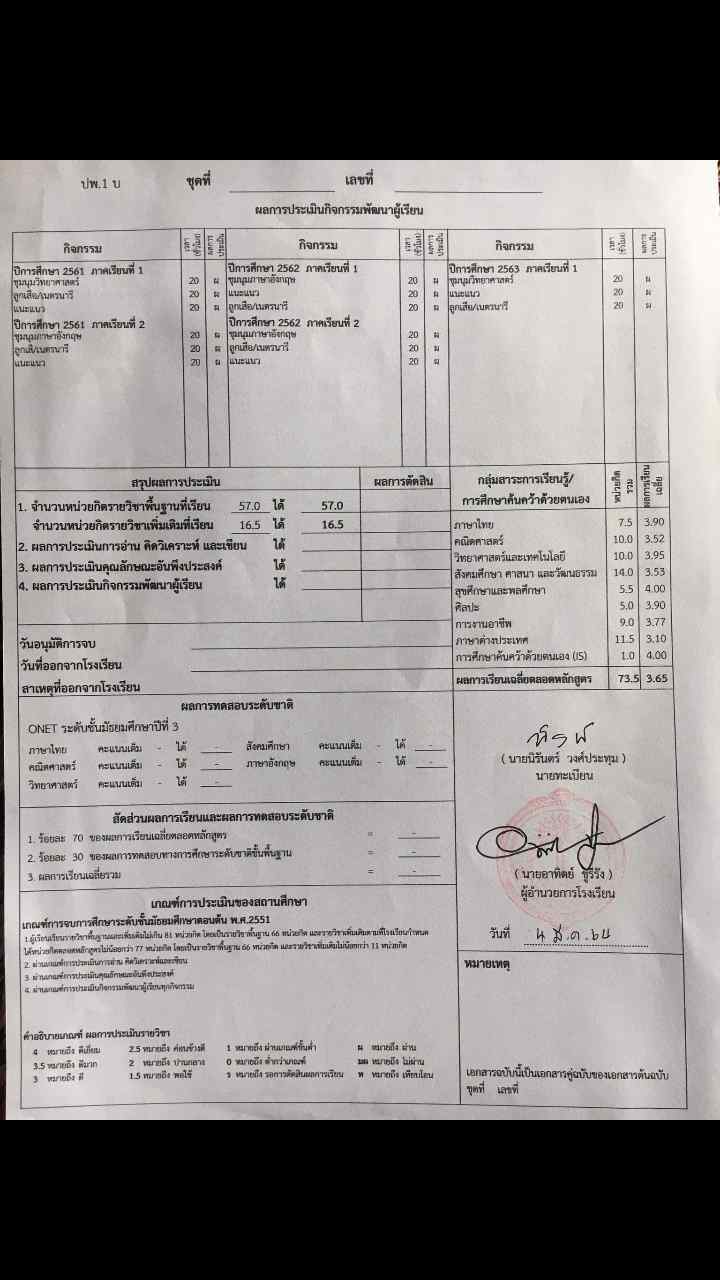 ปพ.1 บ ชุดที่ เลขที่
ผลการประเมินกิจกรรมพัฒนาผู้เรียน
กิจกรรม เวลา (ชั่วโมง) ผลการประเมิน กิจกรรม เวลา (ชั่วโมง) ผลการประเมิน กิจกรรม เวลา (ชั่วโมง) ผลการประเมิน
ปีการศึกษา 2561 ภาคเรียนที่ 1
ชุมนุมวิทยาศาสตร์ 20 ผ
ลูกเสือ/เนตรนารี 20 ผ
แนะแนว 20 ผ
ปีการศึกษา 2561 ภาคเรียนที่ 2
ชุมนุมภาษาอังกฤษ 20 ผ
ลูกเสือ/เนตรนารี 20 ผ
แนะแนว 20 ผ
ปีการศึกษา 2562 ภาคเรียนที่ 1
ชุมนุมภาษาอังกฤษ 20 ผ
แนะแนว 20 ผ
ลูกเสือ/เนตรนารี 20 ผ
ปีการศึกษา 2562 ภาคเรียนที่ 2
ชุมนุมภาษาอังกฤษ 20 ผ
ลูกเสือ/เนตรนารี 20 ผ
แนะแนว 20 ผ
ปีการศึกษา 2563 ภาคเรียนที่ 1
ชุมนุมวิทยาศาสตร์ 20 ผ
แนะแนว 20 ผ
ลูกเสือ/เนตรนารี 20 ผ
สรุปผลการประเมิน ผลการตัดสิน
1. จำนวนหน่วยกิตรายวิชาพื้นฐานที่เรียน 57.0 ได้ 57.0
จำนวนหน่วยกิตรายวิชาเพิ่มเติมที่เรียน 16.5 ได้ 16.5
2. ผลการประเมินการอ่าน คิดวิเคราะห์ และเขียน ได้
3. ผลการประเมินคุณลักษณะอันพึงประสงค์ ได้
4. ผลการประเมินกิจกรรมพัฒนาผู้เรียน ได้
วันอนุมัติการจบ
วันที่ออกจากโรงเรียน
สาเหตุที่ออกจากโรงเรียน
กลุ่มสาระการเรียนรู้/ การศึกษาค้นคว้าด้วยตนเอง หน่วยกิตรวม ผลการเรียนเฉลี่ย
ภาษาไทย 7.5 3.90
คณิตศาสตร์ 10.0 3.52
วิทยาศาสตร์และเทคโนโลยี 10.0 3.95
สังคมศึกษา ศาสนา และวัฒนธรรม 14.0 3.53
สุขศึกษาและพลศึกษา 5.5 4.00
ศิลปะ 5.0 3.90
การงานอาชีพ 9.0 3.77
ภาษาต่างประเทศ 11.5 3.10
การศึกษาค้นคว้าด้วยตนเอง (IS) 1.0 4.00
ผลการเรียนเฉลี่ยตลอดหลักสูตร 73.5 3.65
ผลการทดสอบระดับชาติ
ONET ระดับชั้นมัธยมศึกษาปีที่ 3
ภาษาไทย คะแนนเต็ม - ได้ - สังคมศึกษา คะแนนเต็ม - ได้ -
คณิตศาสตร์ คะแนนเต็ม - ได้ - ภาษาอังกฤษ คะแนนเต็ม - ได้ -
วิทยาศาสตร์ คะแนนเต็ม - ได้ -
สัดส่วนผลการเรียนและผลการทดสอบระดับชาติ
1. ร้อยละ 70 ของผลการเรียนเฉลี่ยตลอดหลักสูตร = -
2. ร้อยละ 30 ของผลการทดสอบทางการศึกษาระดับชาติขั้นพื้นฐาน = -
3. ผลการเรียนเฉลี่ยรวม = -
เกณฑ์การประเมินของสถานศึกษา
เกณฑ์การจบการศึกษาระดับชั้นมัธยมศึกษาตอนต้น พ.ศ.2551
1.ผู้เรียนเรียนรายวิชาพื้นฐานและเพิ่มเติมไม่เกิน 81 หน่วยกิต โดยเป็นรายวิชาพื้นฐาน 66 หน่วยกิต และรายวิชาเพิ่มเติมตามที่โรงเรียนกำหนด
ได้หน่วยกิตตลอดหลักสูตรไม่น้อยกว่า 77 หน่วยกิต โดยเป็นรายวิชาพื้นฐาน 66 หน่วยกิต และรายวิชาเพิ่มเติมไม่น้อยกว่า 11 หน่วยกิต
2. ผ่านเกณฑ์การประเมินการอ่าน คิดวิเคราะห์และเขียน
3. ผ่านเกณฑ์การประเมินคุณลักษณะอันพึงประสงค์
4. ผ่านเกณฑ์การประเมินกิจกรรมพัฒนาผู้เรียนทุกกิจกรรม
คำอธิบายเกณฑ์ ผลการประเมินรายวิชา
4 หมายถึง ดีเยี่ยม 2.5 หมายถึง ค่อนข้างดี 1 หมายถึง ผ่านเกณฑ์ขั้นต่ำ ผ หมายถึง ผ่าน
3.5 หมายถึง ดีมาก 2 หมายถึง ปานกลาง 0 หมายถึง ต่ำกว่าเกณฑ์ มผ หมายถึง ไม่ผ่าน
3 หมายถึง ดี 1.5 หมายถึง พอใช้ ร หมายถึง รอการตัดสินผลการเรียน ท หมายถึง เทียบโอน
( นายนิรันทร์ วงศ์ประทุม )
นายทะเบียน
( นายอาทิตย์ ชูรีรัง )
ผู้อำนวยการโรงเรียน
วันที่ ๔ มี.ค.๖๔
หมายเหตุ
เอกสารฉบับนี้เป็นเอกสารคู่ฉบับของเอกสารต้นฉบับ
ชุดที่ เลขที่